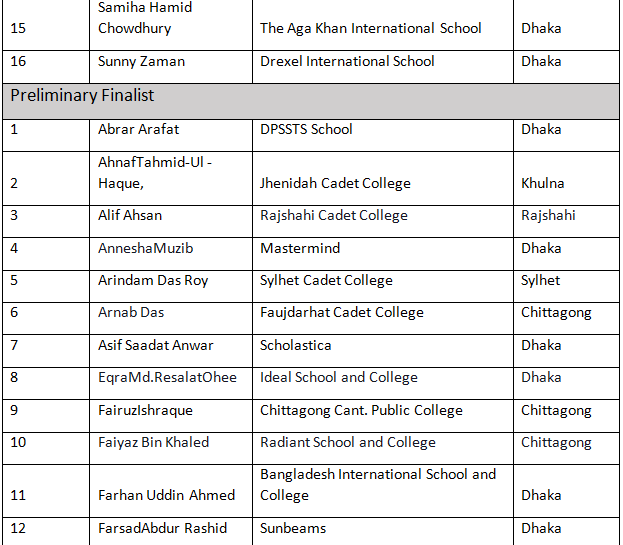 15 Samiha Hamid Chowdhury The Aga Khan International School Dhaka
16 Sunny Zaman Drexel International School Dhaka
Preliminary Finalist
1 Abrar Arafat DPSSTS School Dhaka
2 AhnafTahmid-Ul - Haque, Jhenidah Cadet College Khulna
3 Alif Ahsan Rajshahi Cadet College Rajshahi
4 AnneshaMuzib Mastermind Dhaka
5 Arindam Das Roy Sylhet Cadet College Sylhet
6 Arnab Das Faujdarhat Cadet College Chittagong
7 Asif Saadat Anwar Scholastica Dhaka
8 EqraMd.ResalatOhee Ideal School and College Dhaka
9 FairuzIshraque Chittagong Cant. Public College Chittagong
10 Faiyaz Bin Khaled Radiant School and College Chittagong
11 Farhan Uddin Ahmed Bangladesh International School and College Dhaka
12 FarsadAbdur Rashid Sunbeams Dhaka